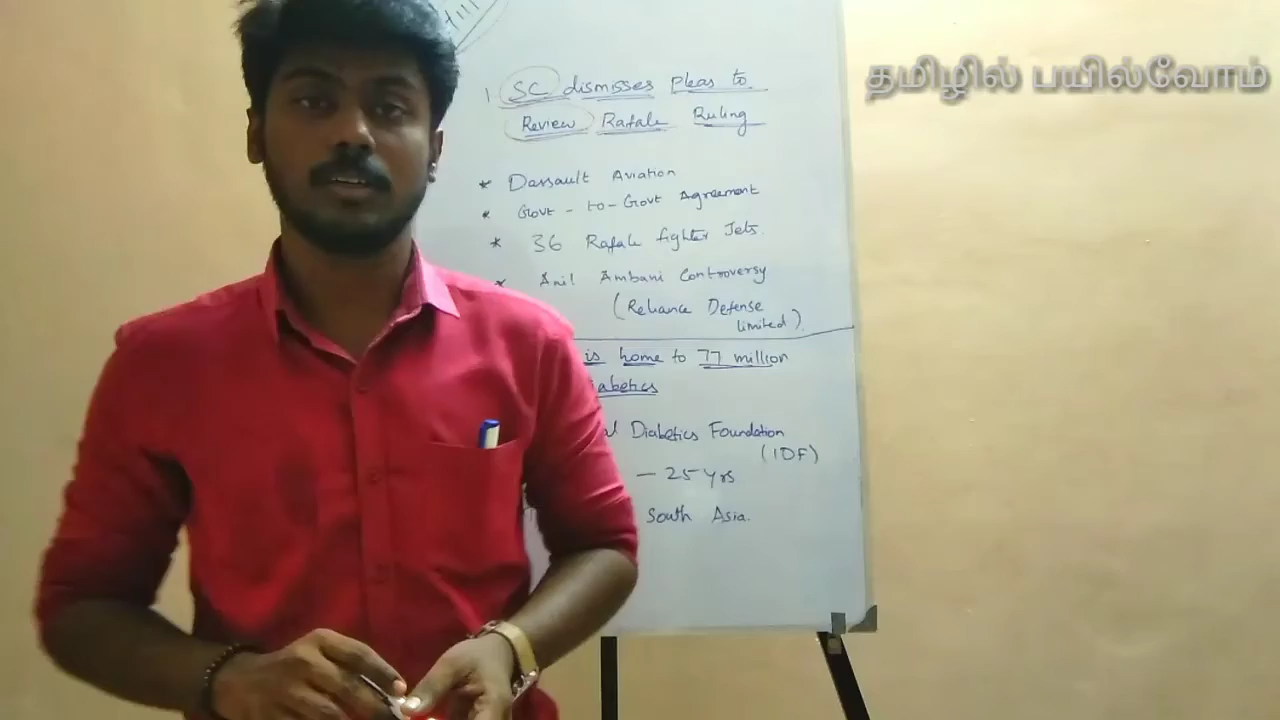 தமிழில் பயில்வோம்
1 SC dismisses Pleas to
Review Rafale Ruling
* Dassault Aviation
* Govt - to - Govt Agreement
* 36 Rafale fighter Jets.
* Anil Ambani Controversy
(Reliance Defense
limited).
is home to 77 million
abetics
al Diabetics Foundation
(IDF)
— 25 yrs
South Asia.